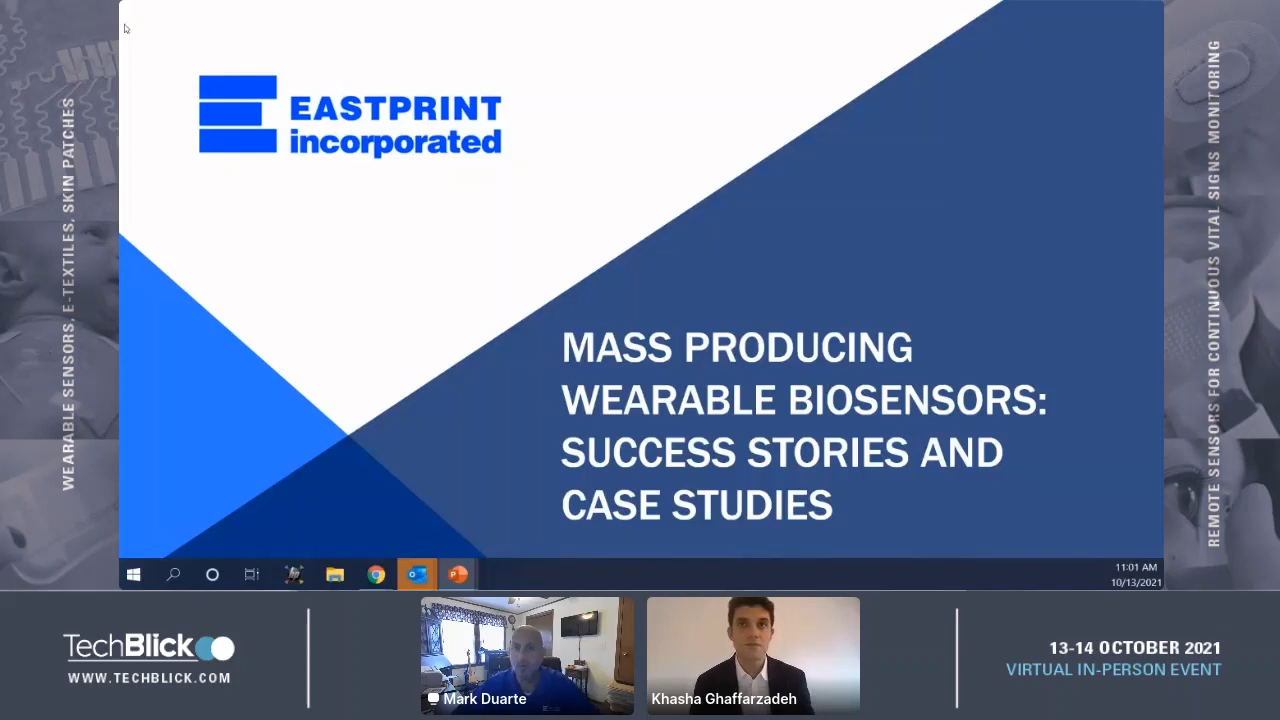 EASTPRINT
incorporated
MASS PRODUCING
WEARABLE BIOSENSORS:
SUCCESS STORIES AND
CASE STUDIES
WEARABLE SENSORS, E-TEXTILES, SKIN PATCHES
REMOTE SENSORS FOR CONTINUOUS VITAL SIGNS MONITORING
11:01 AM
10/13/2021
TechBlick
WWW.TECHBLICK.COM
Mark Duarte
Khasha Ghaffarzadeh
13-14 OCTOBER 2021
VIRTUAL IN-PERSON EVENT